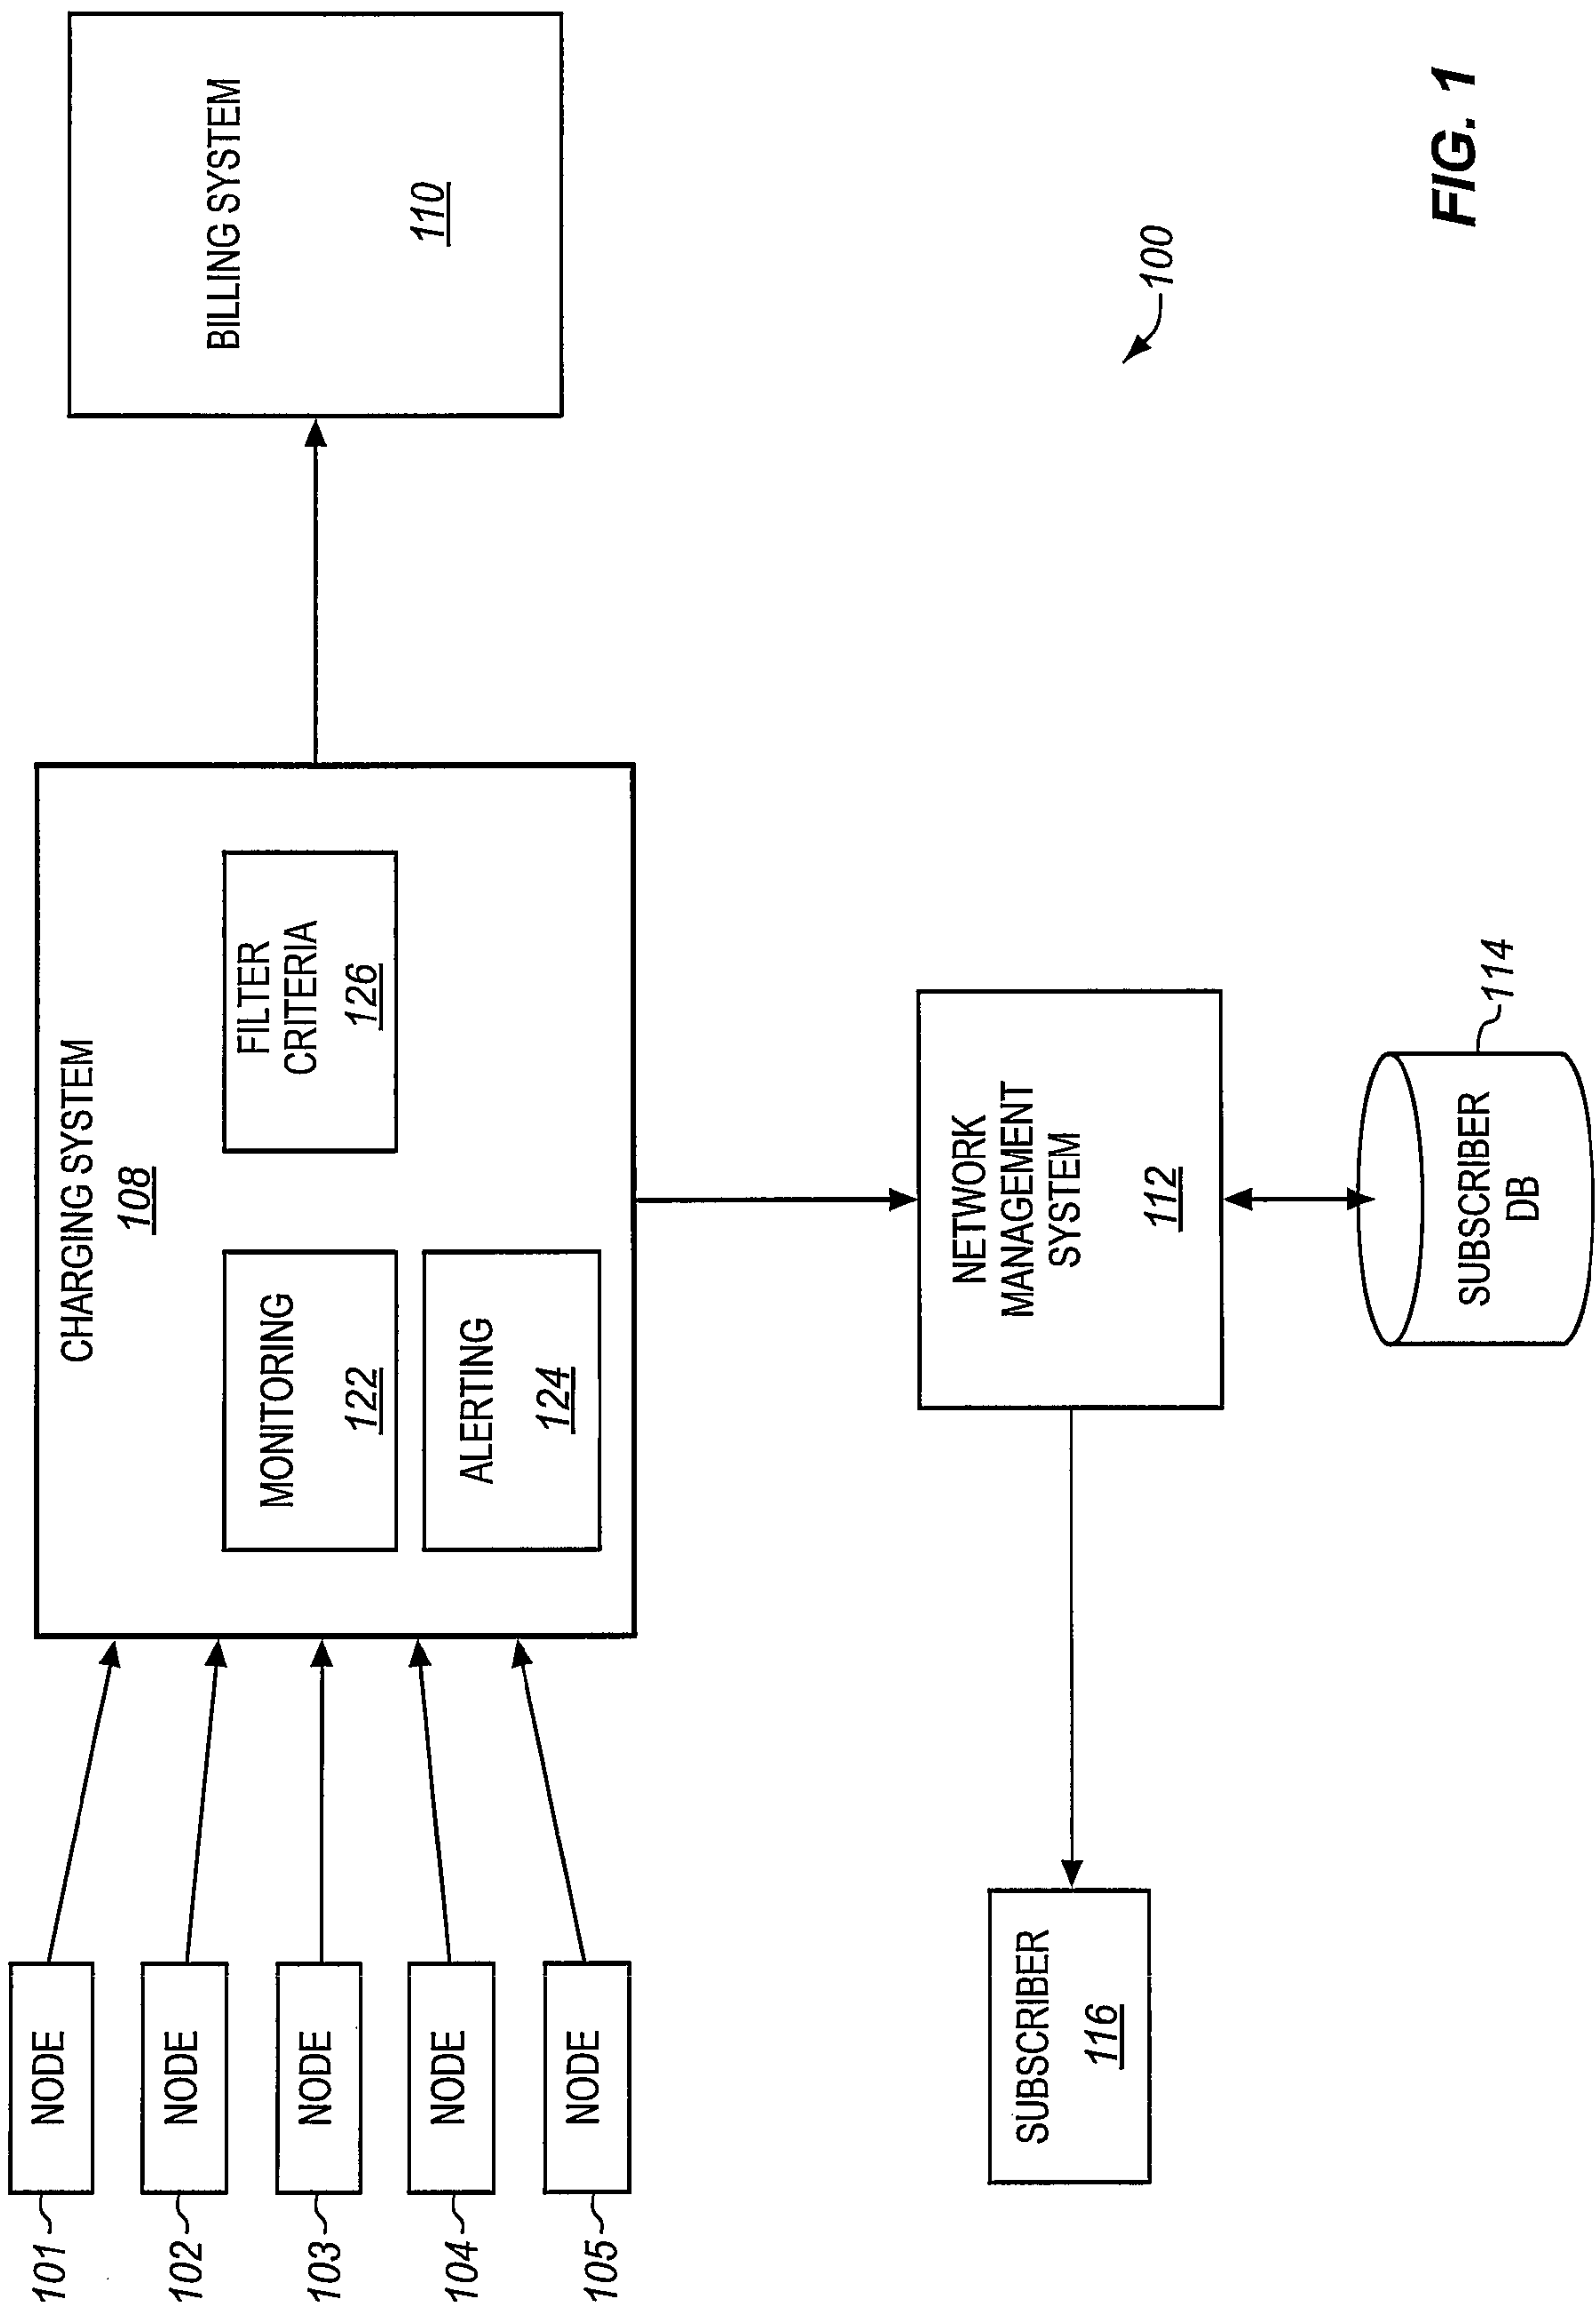 101
NODE
102
NODE
103
NODE
104
NODE
105
NODE
CHARGING SYSTEM
108
MONITORING
122
ALERTING
124
FILTER
CRITERIA
126
BILLING SYSTEM
110
SUBSCRIBER
116
NETWORK
MANAGEMENT
SYSTEM
112
SUBSCRIBER
DB
114
100
FIG. 1